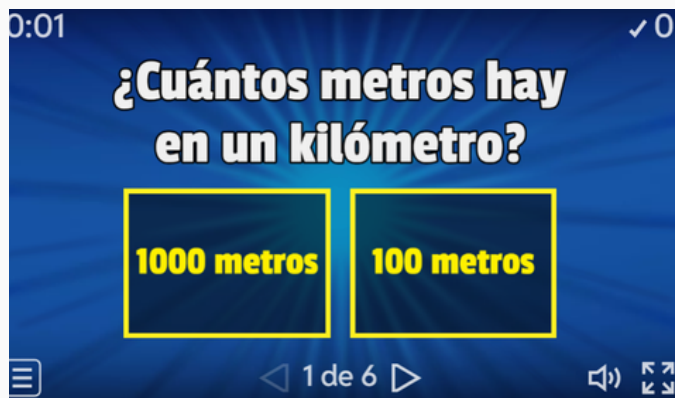 0:01
✓ 0
¿Cuántos metros hay
en un kilómetro?
1000 metros
100 metros
1 de 6